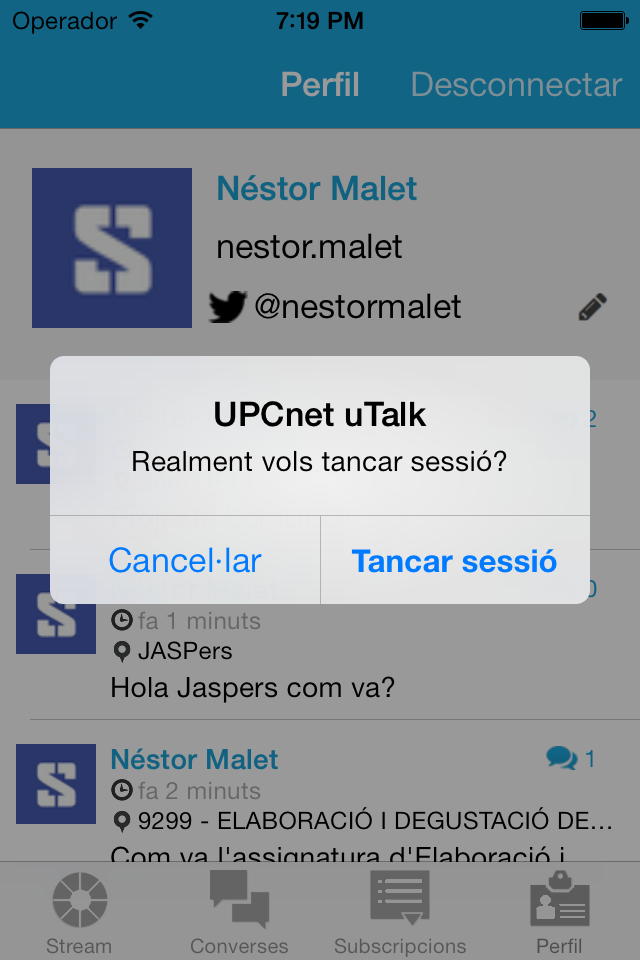 Operador 7:19 PM
Perfil Desconnectar
Néstor Malet
nestor.malet
@nestormalet
2
UPCnet uTalk
Realment vols tancar sessió?
Cancel·lar Tancar sessió
0
fa 1 minuts
JASPers
Hola Jaspers com va?
Néstor Malet 1
fa 2 minuts
9299 - ELABORACIÓ I DEGUSTACIÓ DE...
Com va l'assignatura d'Elaboració i
Stream Converses Subscripcions Perfil